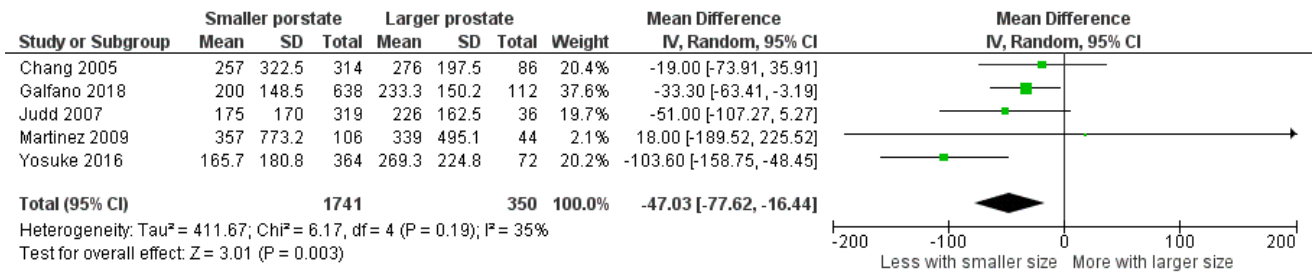 Smaller porstate Larger prostate Mean Difference Mean Difference
Study or Subgroup Mean SD Total Mean SD Total Weight IV, Random, 95% CI IV, Random, 95% CI
Chang 2005 257 322.5 314 276 197.5 86 20.4% -19.00 [-73.91, 35.91]
Galfano 2018 200 148.5 638 233.3 150.2 112 37.6% -33.30 [-63.41, -3.19]
Judd 2007 175 170 319 226 162.5 36 19.7% -51.00 [-107.27, 5.27]
Martinez 2009 357 773.2 106 339 495.1 44 2.1% 18.00 [-189.52, 225.52]
Yosuke 2016 165.7 180.8 364 269.3 224.8 72 20.2% -103.60 [-158.75, -48.45]
Total (95% CI) 1741 350 100.0% -47.03 [-77.62, -16.44]
Heterogeneity: Tau² = 411.67; Chi² = 6.17, df = 4 (P = 0.19); I² = 35%
Test for overall effect: Z = 3.01 (P = 0.003)
-200 -100 0 100 200
Less with smaller size More with larger size